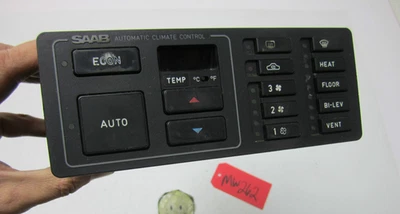 SAAB AUTOMATIC CLIMATE CONTROL
ECON
TEMP °C °F
AUTO
3
2
1
HEAT
FLOOR
BI-LEV
VENT
MW262